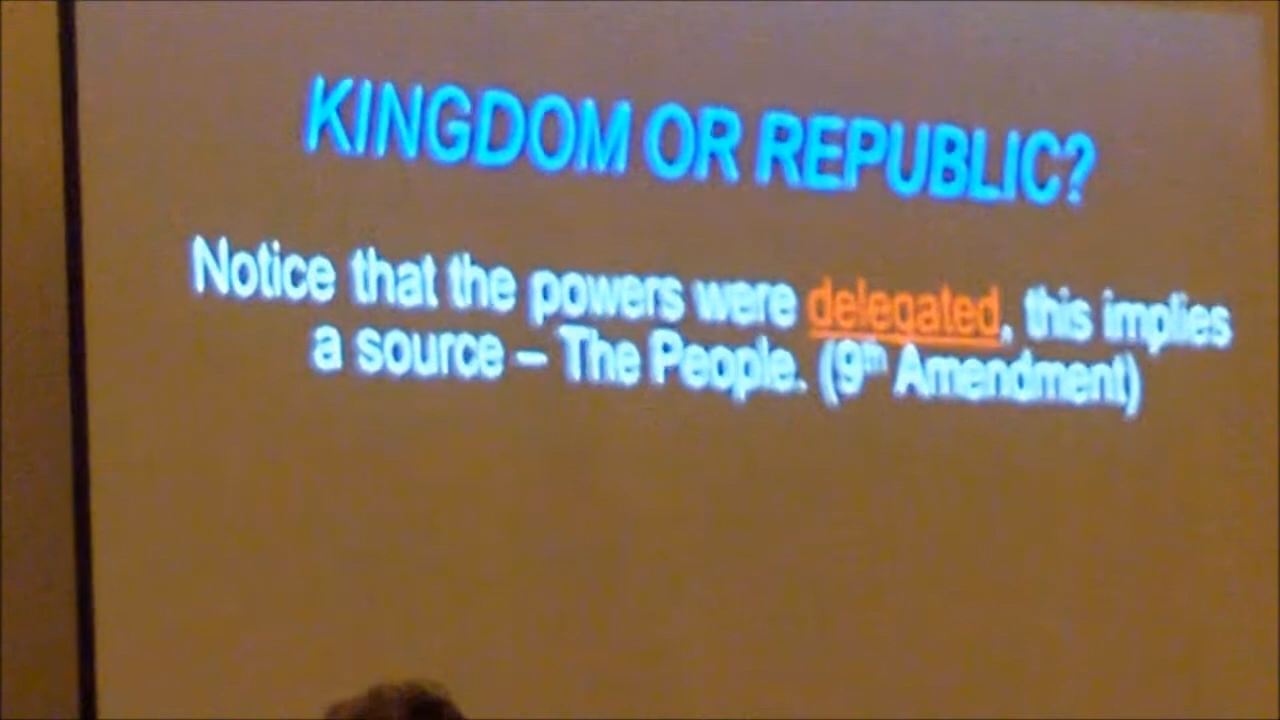 KINGDOM OR REPUBLIC?
Notice that the powers were delegated, this implies
a source – The People. (9th Amendment)